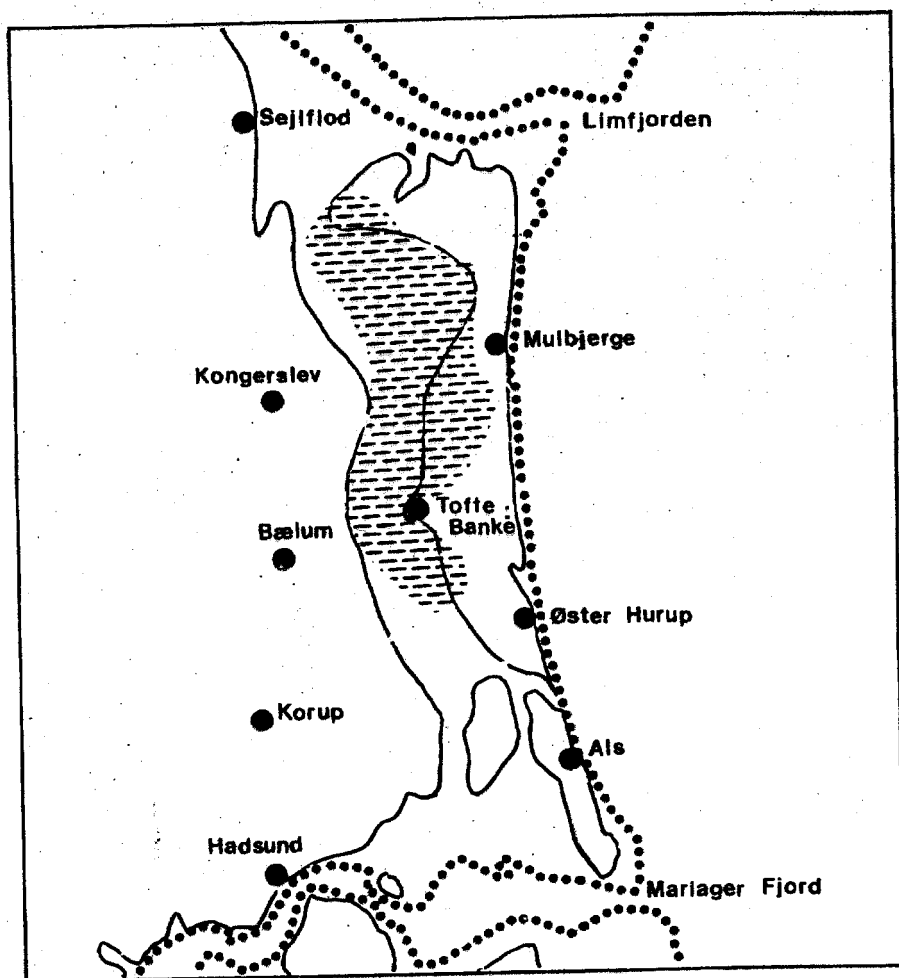 Sejlflod
Limfjorden
Mulbjerge
Kongerslev
Tofte
Banke
Bælum
Øster Hurup
Korup
Als
Hadsund
Mariager Fjord